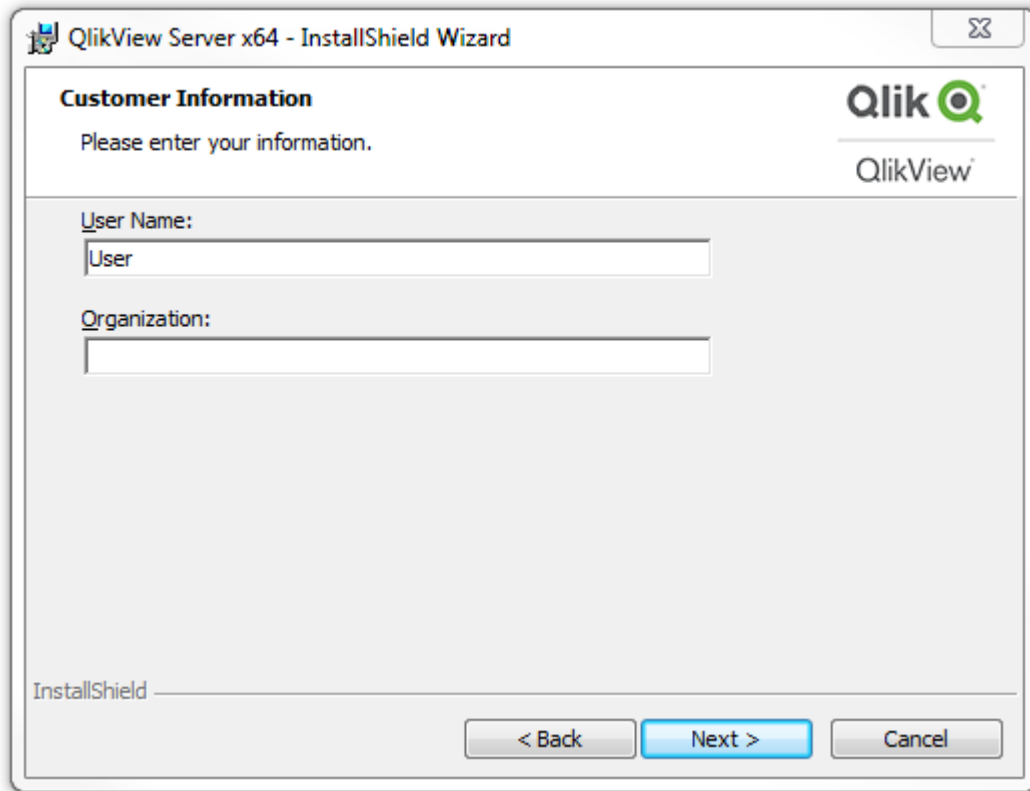 QlikView Server x64 - InstallShield Wizard
Customer Information
Please enter your information.
Qlik
QlikView
User Name:
User
Organization:
InstallShield
< Back
Next >
Cancel